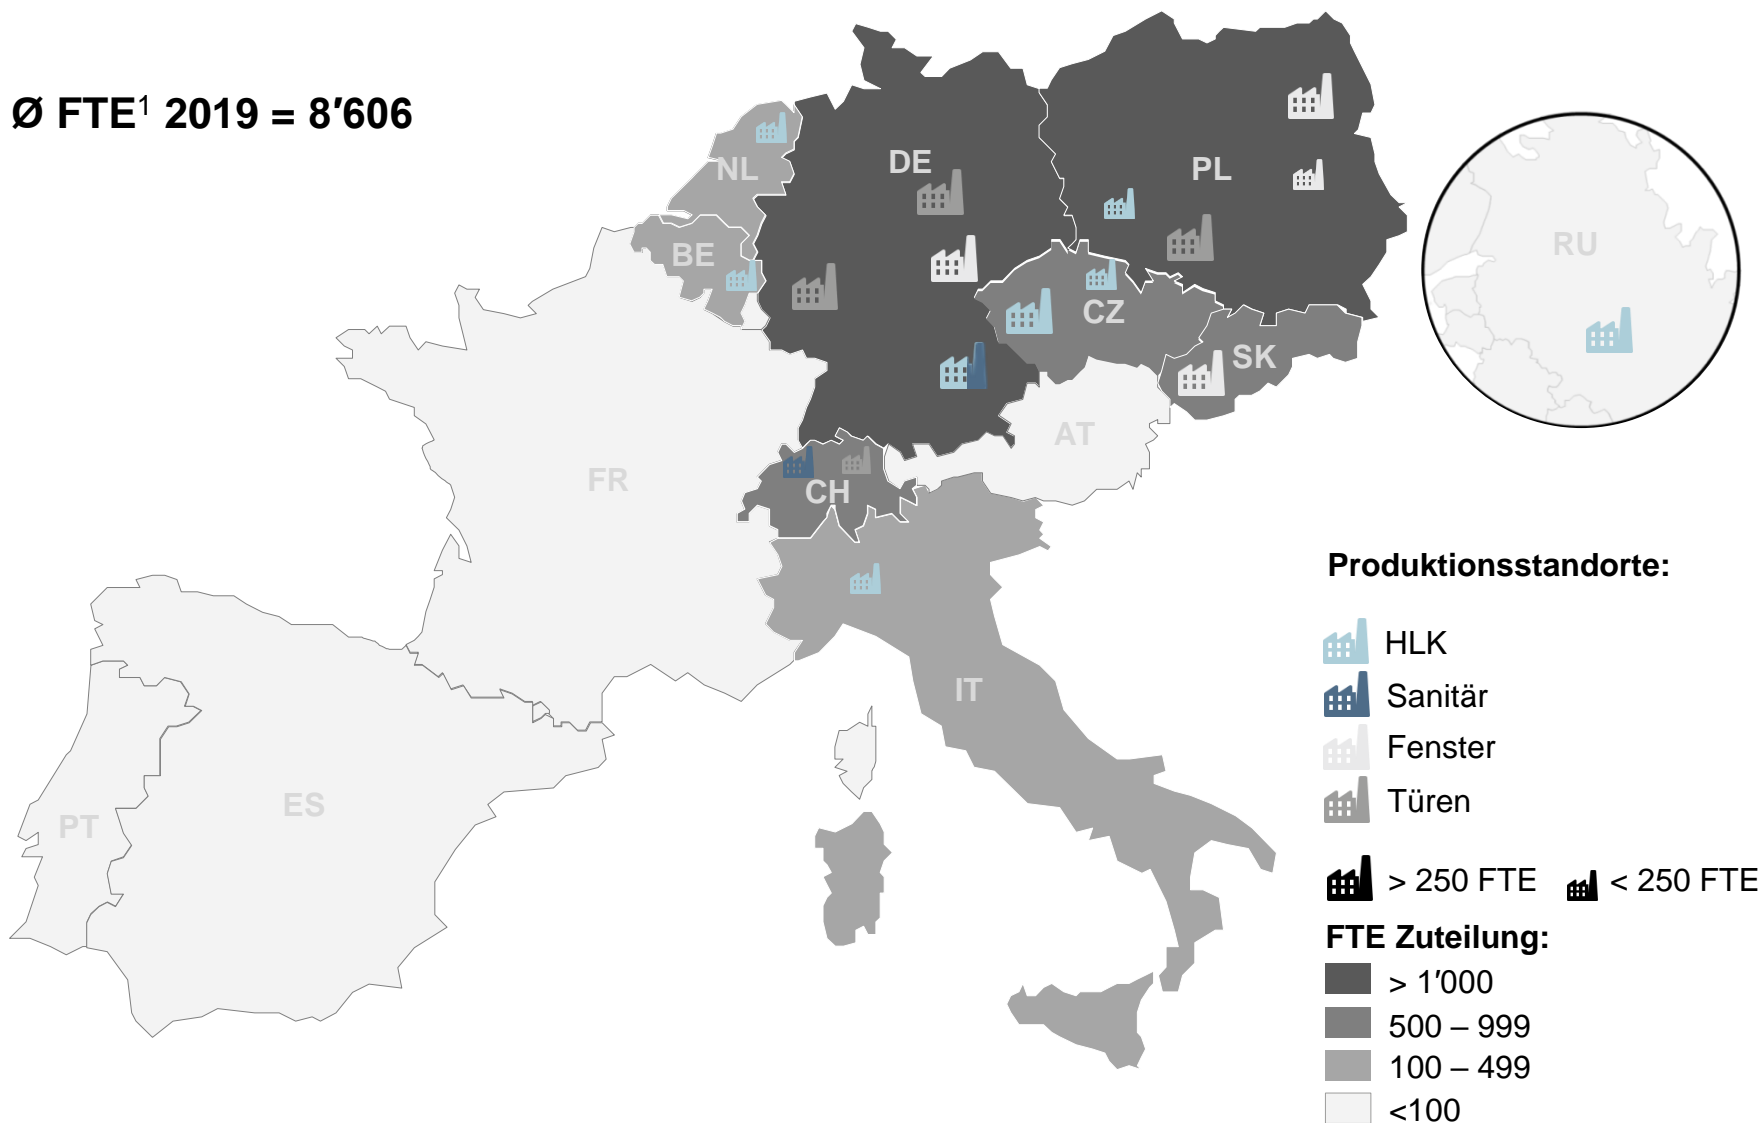 Ø FTE¹ 2019 = 8′606
NL
DE
PL
BE
RU
CZ
SK
AT
FR
CH
IT
ES
PT
Produktionsstandorte:
HLK
Sanitär
Fenster
Türen
> 250 FTE < 250 FTE
FTE Zuteilung:
> 1′000
500 – 999
100 – 499
<100